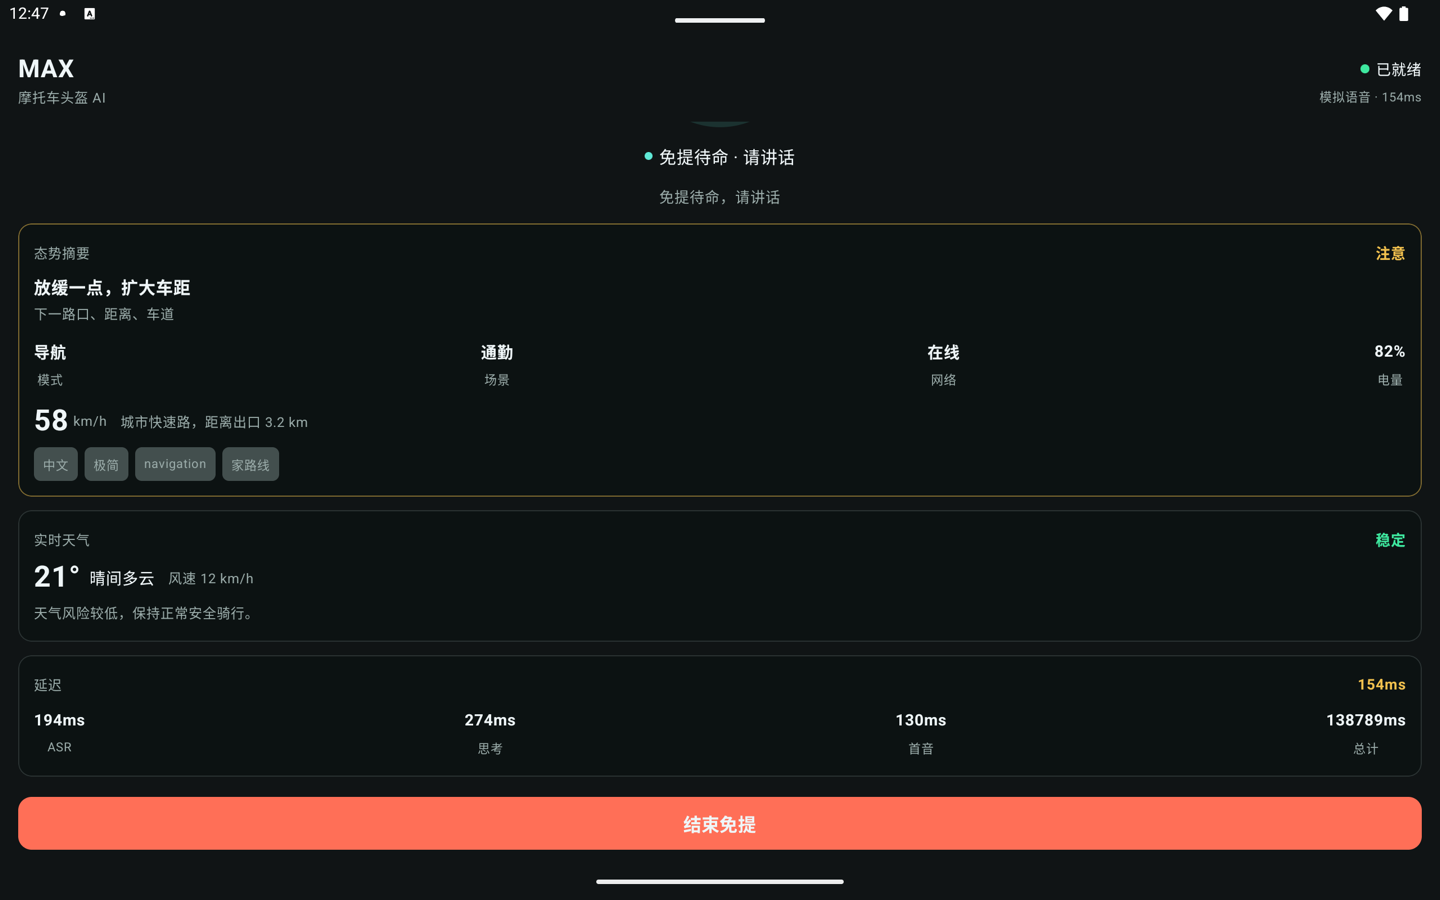 12:47
MAX
已就绪
摩托车头盔 AI
模拟语音 · 154ms
免提待命 · 请讲话
免提待命，请讲话
态势摘要
注意
放缓一点，扩大车距
下一路口、距离、车道
导航
通勤
在线
82%
模式
场景
网络
电量
58 km/h 城市快速路，距离出口 3.2 km
中文
极简
navigation
家路线
实时天气
稳定
21° 晴间多云 风速 12 km/h
天气风险较低，保持正常安全骑行。
延迟
154ms
194ms
274ms
130ms
138789ms
ASR
思考
首音
总计
结束免提